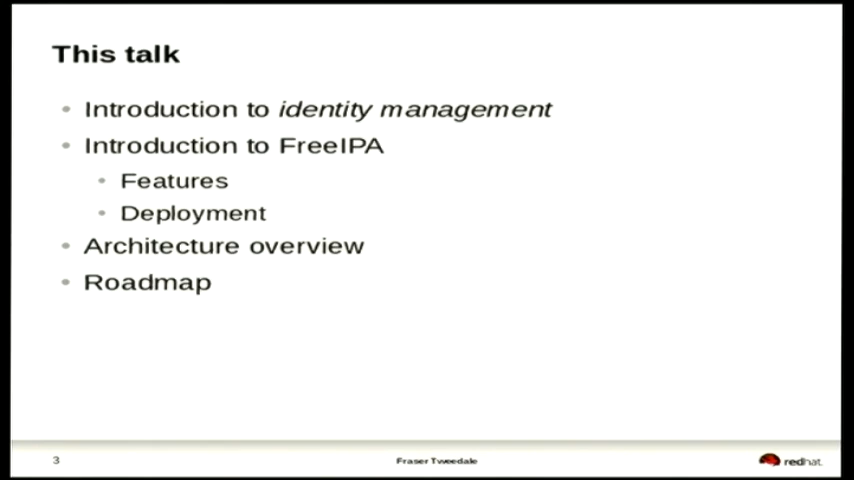 This talk
• Introduction to identity management
• Introduction to FreeIPA
• Features
• Deployment
• Architecture overview
• Roadmap
3
Fraser Tweedale
redhat.